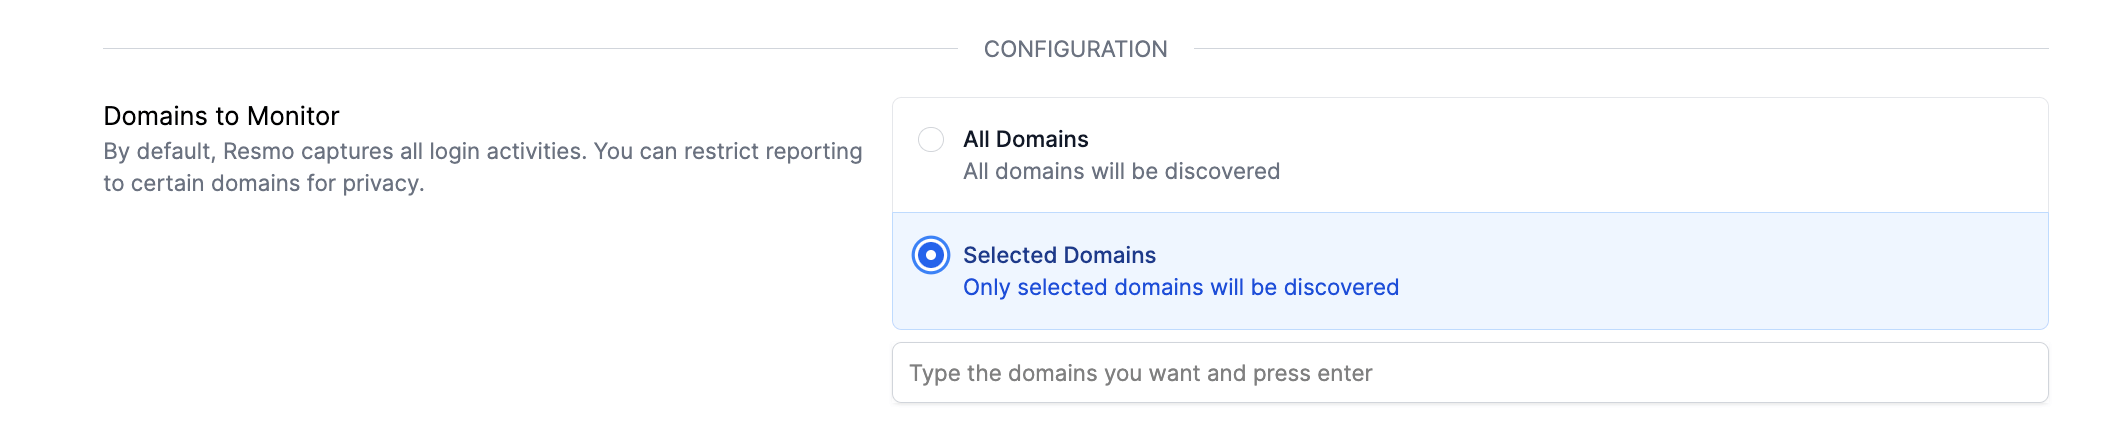 CONFIGURATION
Domains to Monitor
By default, Resmo captures all login activities. You can restrict reporting
to certain domains for privacy.
All Domains
All domains will be discovered
Selected Domains
Only selected domains will be discovered
Type the domains you want and press enter